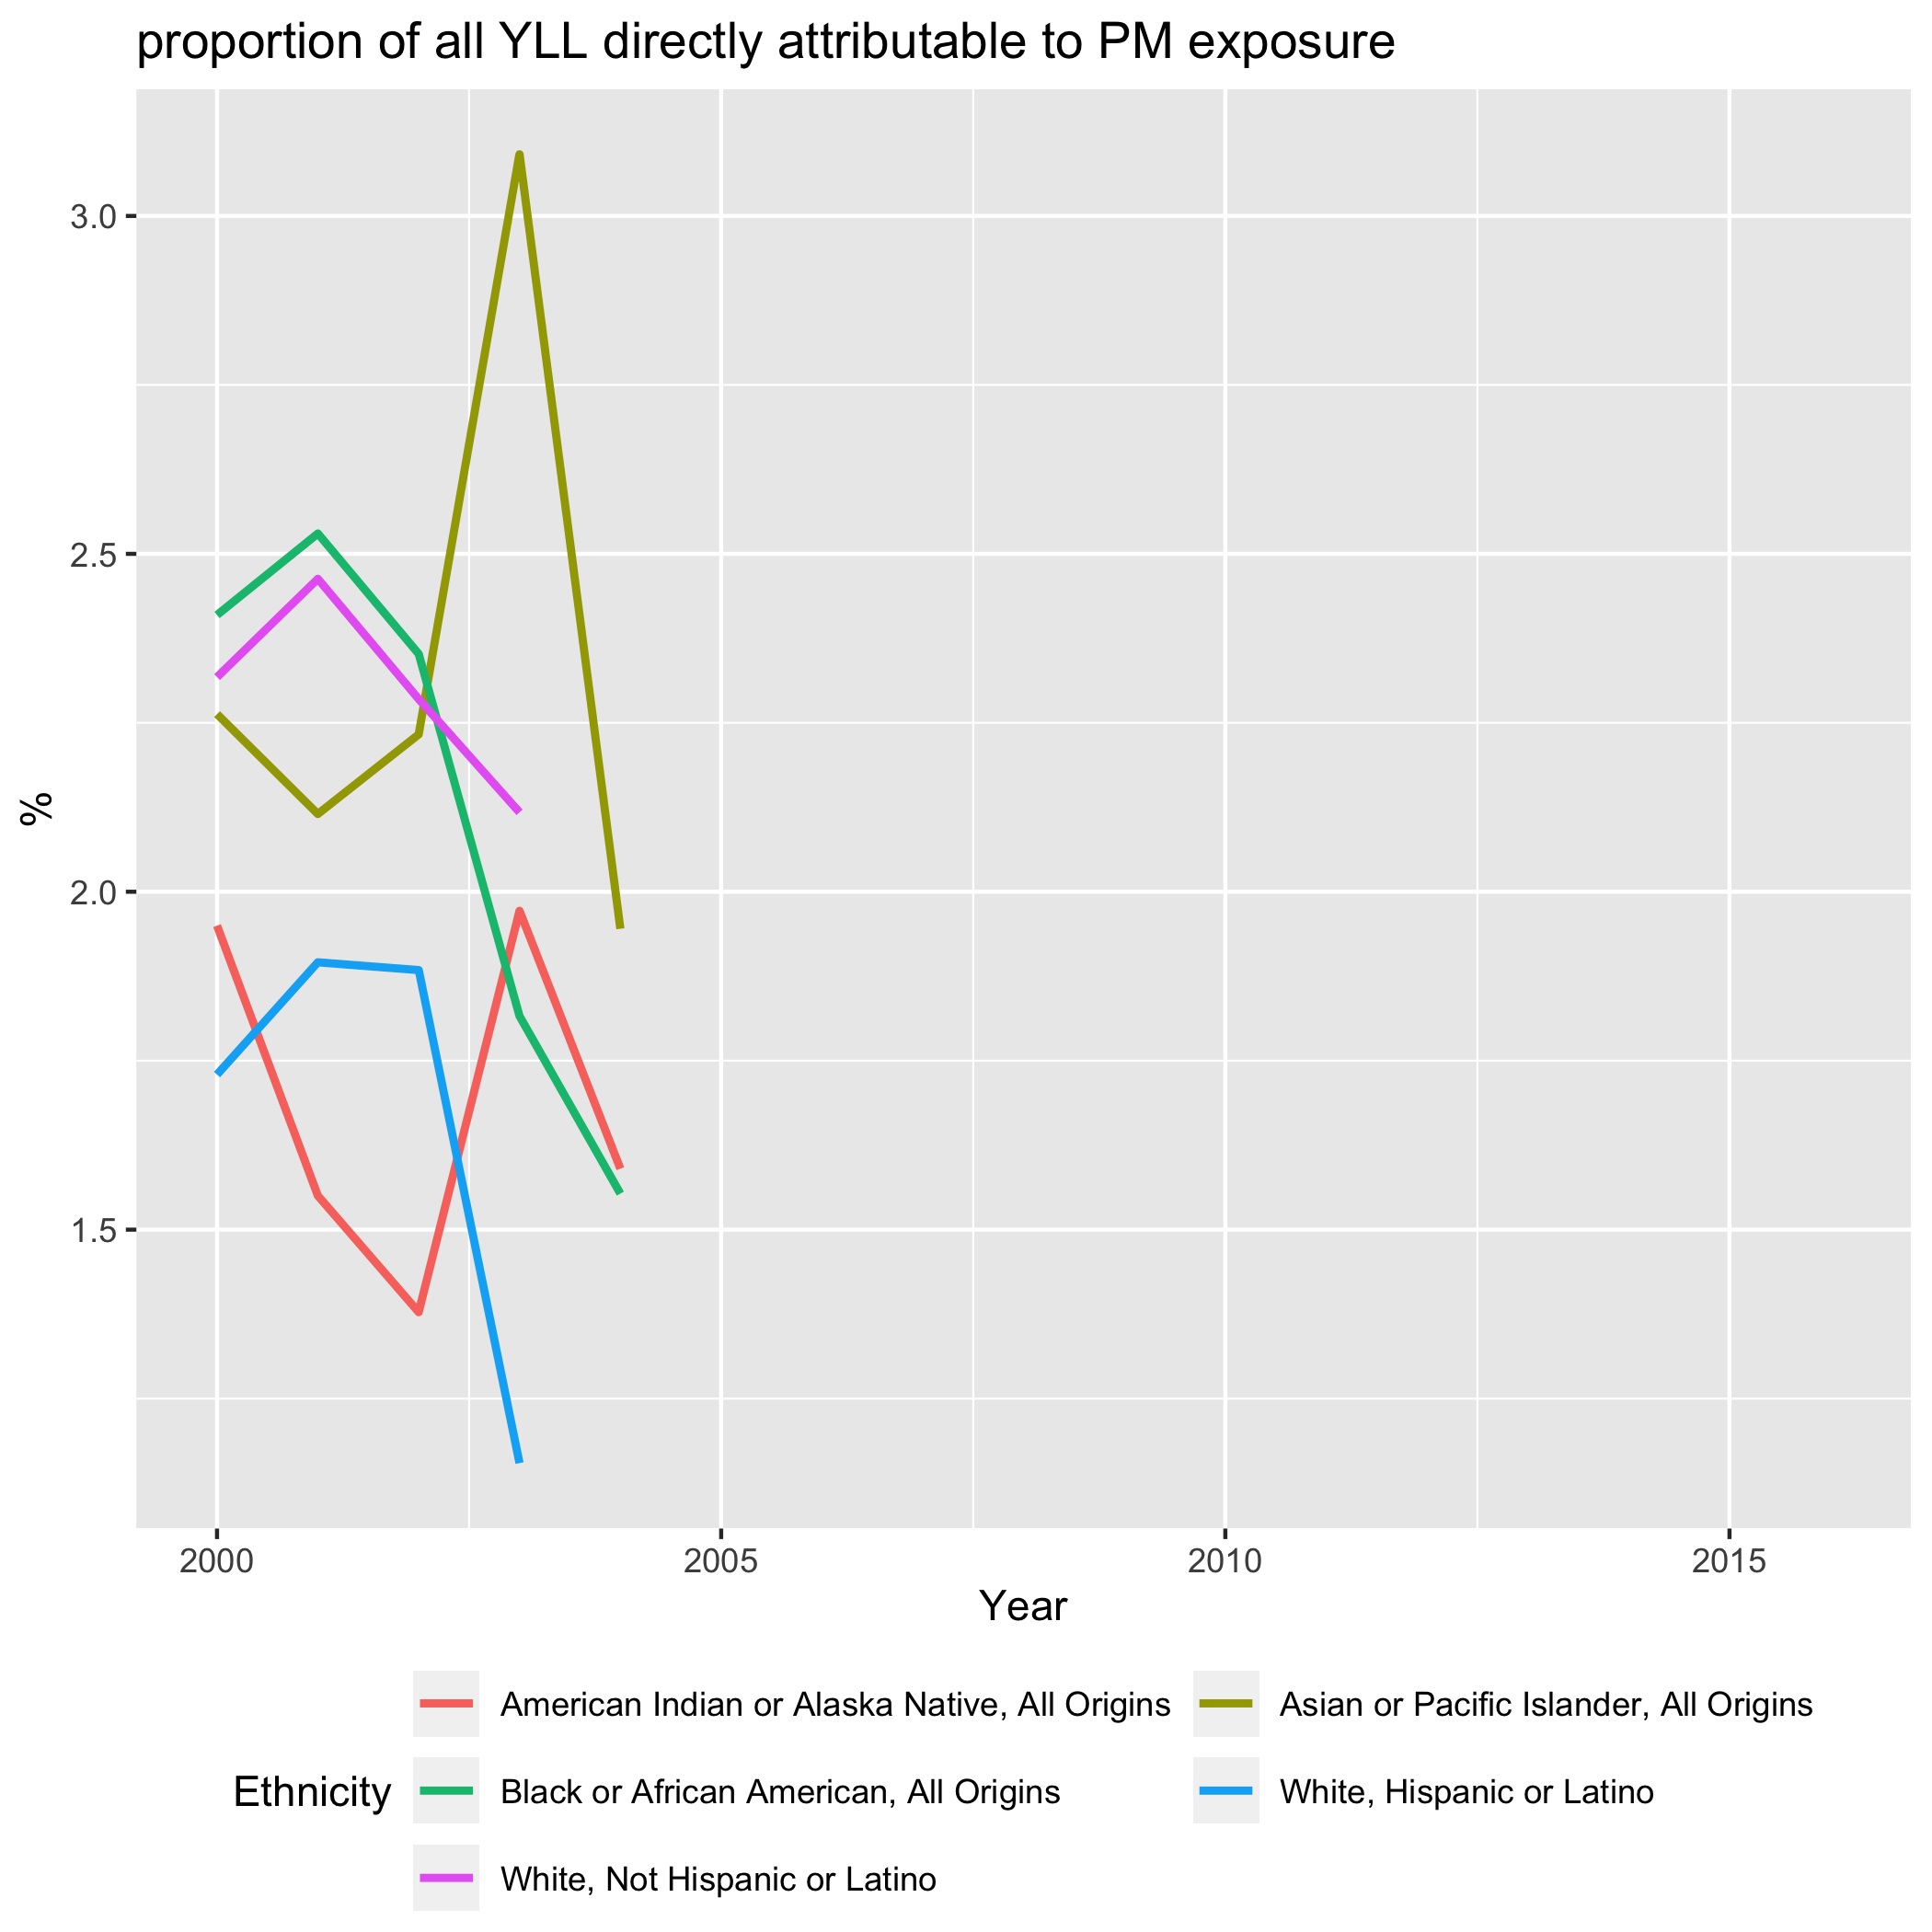 proportion of all YLL directly attributable to PM exposure
3.0
2.5
2.0
1.5
%
2000 2005 2010 2015
Year
Ethnicity
American Indian or Alaska Native, All Origins
Asian or Pacific Islander, All Origins
Black or African American, All Origins
White, Hispanic or Latino
White, Not Hispanic or Latino